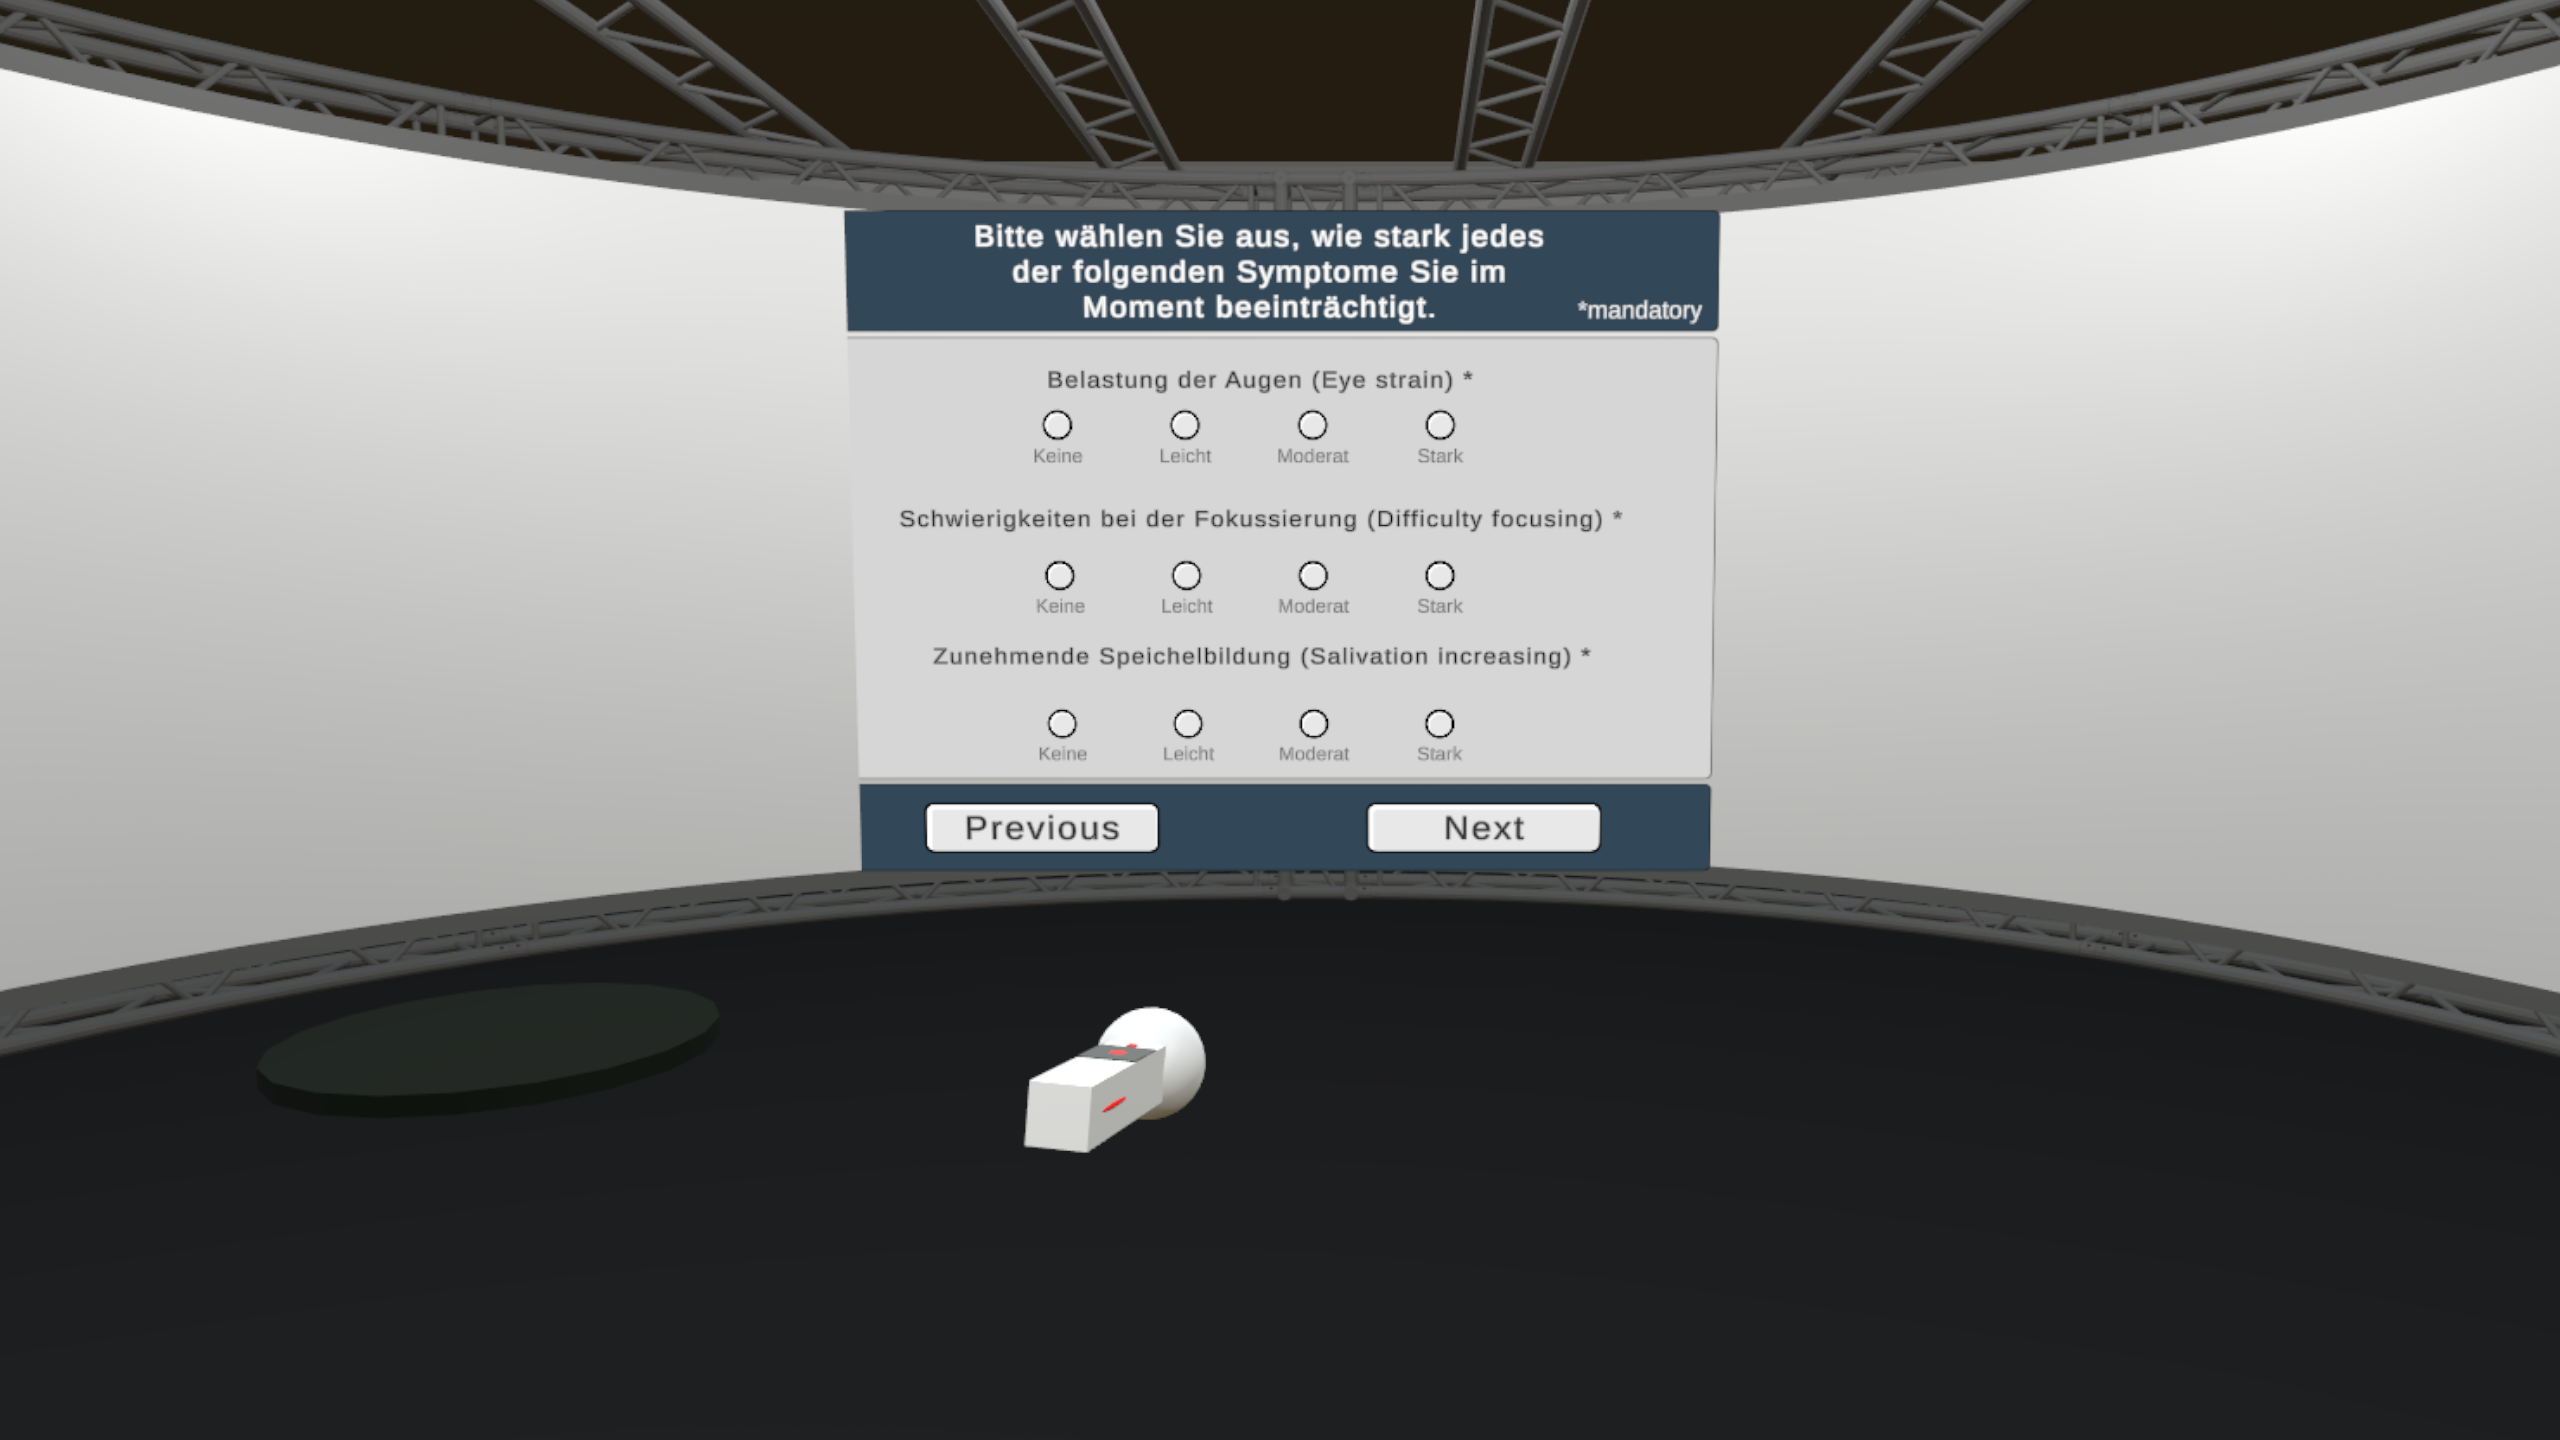 Bitte wählen Sie aus, wie stark jedes
der folgenden Symptome Sie im
Moment beeinträchtigt.
*mandatory
Belastung der Augen (Eye strain) *
Keine Leicht Moderat Stark
Schwierigkeiten bei der Fokussierung (Difficulty focusing) *
Keine Leicht Moderat Stark
Zunehmende Speichelbildung (Salivation increasing) *
Keine Leicht Moderat Stark
Previous Next